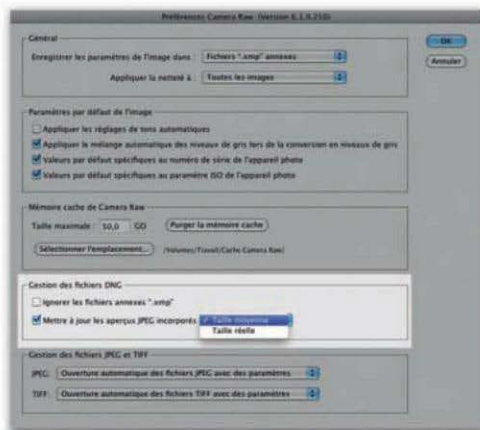 Préférences Camera Raw (version 6.1.0.250)
Général
Enregistrer les paramètres de l'image dans : Fichiers ".xmp" annexes
Appliquer la netteté à : Toutes les images
OK
Annuler
Paramètres par défaut de l'image
Appliquer les réglages de tons automatiques
Appliquer le mélange automatique des niveaux de gris lors de la conversion en niveaux de gris
Valeurs par défaut spécifiques au numéro de série de l'appareil photo
Valeurs par défaut spécifiques au paramètre ISO de l'appareil photo
Mémoire cache de Camera Raw
Taille maximale : 50,0 GO Purger la mémoire cache
Sélectionner l'emplacement... /Volumes/Travail/Cache Camera Raw/
Gestion des fichiers DNG
Ignorer les fichiers annexes ".xmp"
Mettre à jour les aperçus JPEG incorporés : Taille moyenne
Taille réelle
Gestion des fichiers JPEG et TIFF
JPEG : Ouverture automatique des fichiers JPEG avec des paramètres
TIFF : Ouverture automatique des fichiers TIFF avec des paramètres